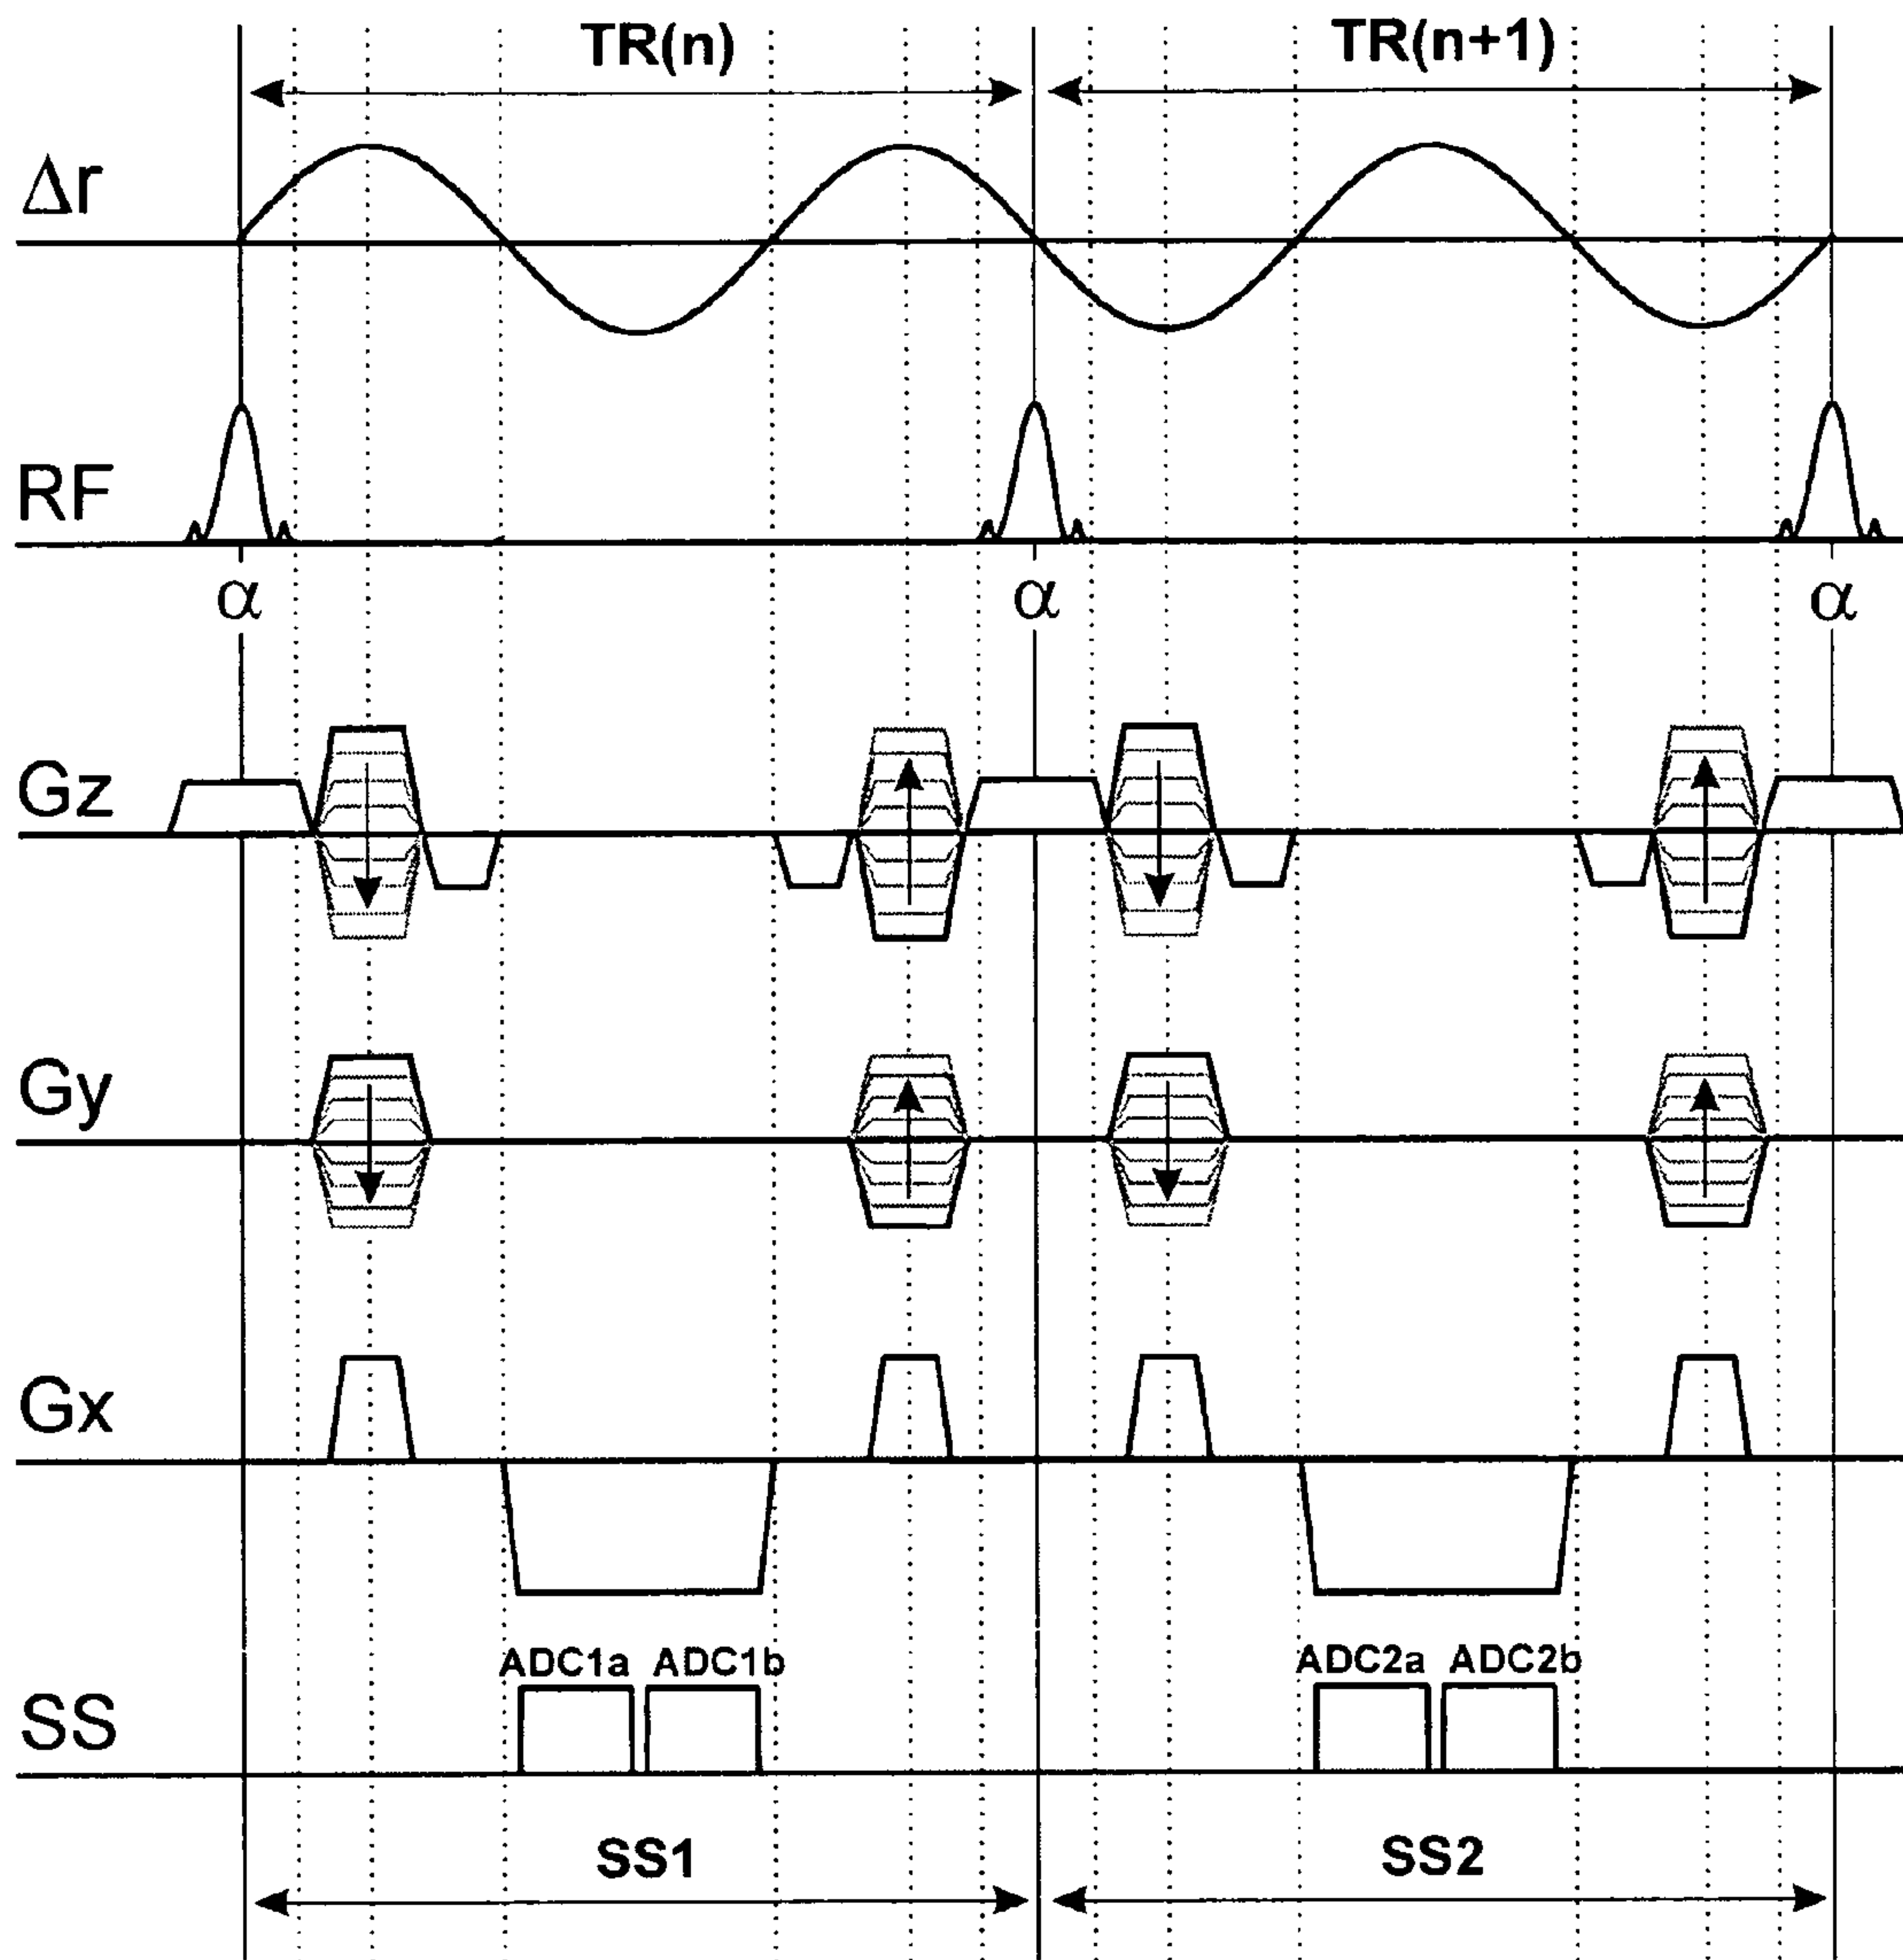 TR(n) TR(n+1)
Δr
RF
α α α
Gz
Gy
Gx
ADC1a ADC1b ADC2a ADC2b
SS
SS1 SS2